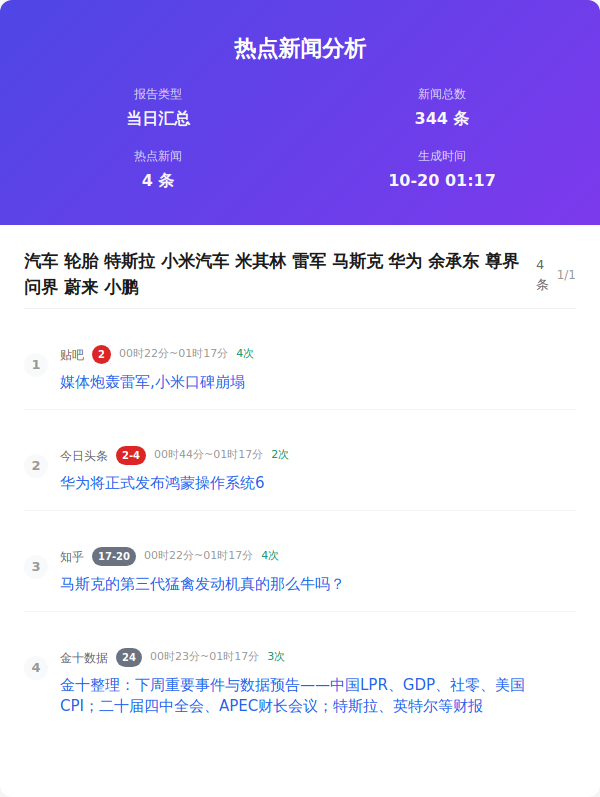 热点新闻分析
报告类型
当日汇总
新闻总数
344 条
热点新闻
4 条
生成时间
10-20 01:17
汽车 轮胎 特斯拉 小米汽车 米其林 雷军 马斯克 华为 余承东 尊界
问界 蔚来 小鹏
4
条
1/1
1
贴吧 2 00时22分~01时17分 4次
媒体炮轰雷军,小米口碑崩塌
2
今日头条 2-4 00时44分~01时17分 2次
华为将正式发布鸿蒙操作系统6
3
知乎 17-20 00时22分~01时17分 4次
马斯克的第三代猛禽发动机真的那么牛吗？
4
金十数据 24 00时23分~01时17分 3次
金十整理：下周重要事件与数据预告——中国LPR、GDP、社零、美国
CPI；二十届四中全会、APEC财长会议；特斯拉、英特尔等财报